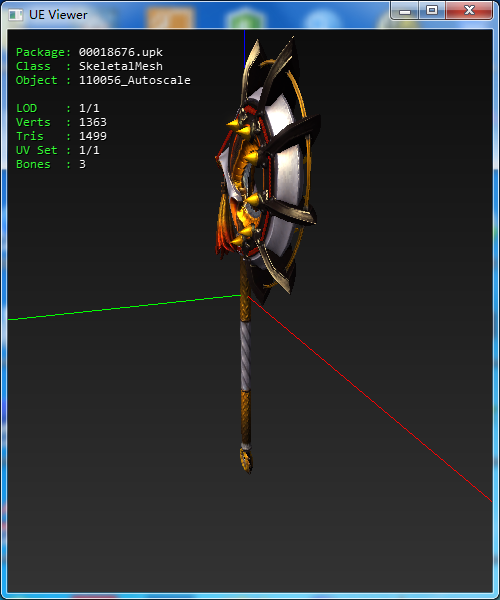 UE Viewer
Package: 00018676.upk
Class : SkeletalMesh
Object : 110056_Autoscale
LOD : 1/1
Verts : 1363
Tris : 1499
UV Set : 1/1
Bones : 3